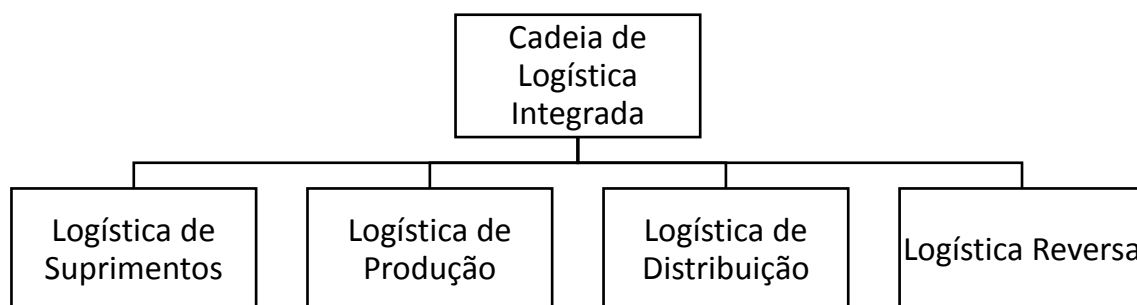 Cadeia de
Logística
Integrada
Logística de
Suprimentos
Logística de
Produção
Logística de
Distribuição
Logística Reversa